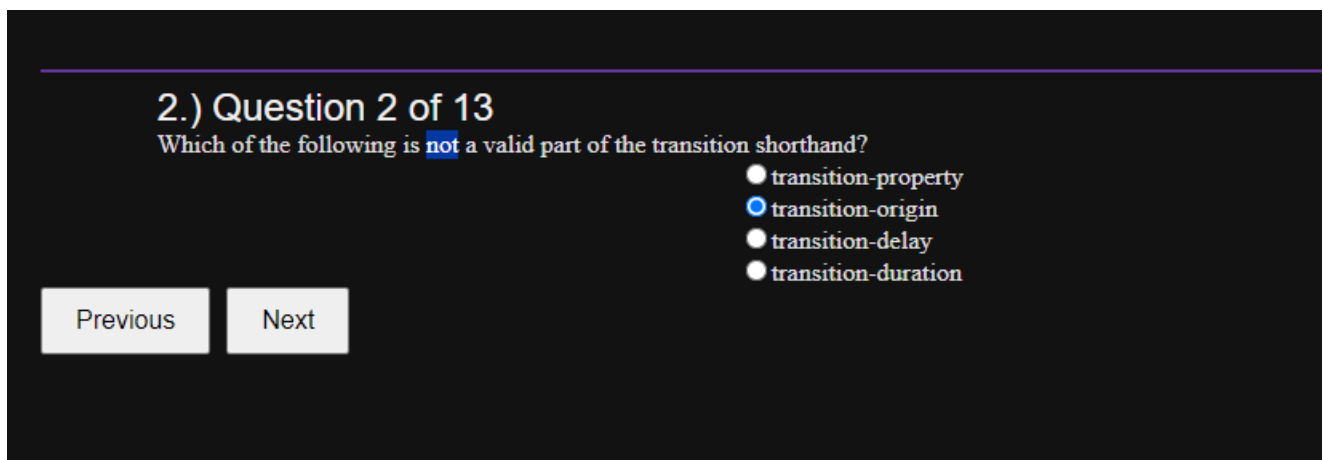 2.) Question 2 of 13
Which of the following is not a valid part of the transition shorthand?
transition-property
transition-origin
transition-delay
transition-duration
Previous
Next